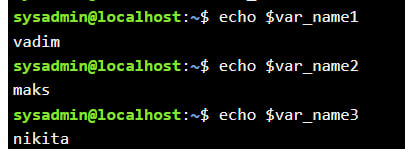 sysadmin@localhost:~$ echo $var_name1
vadim
sysadmin@localhost:~$ echo $var_name2
maks
sysadmin@localhost:~$ echo $var_name3
nikita